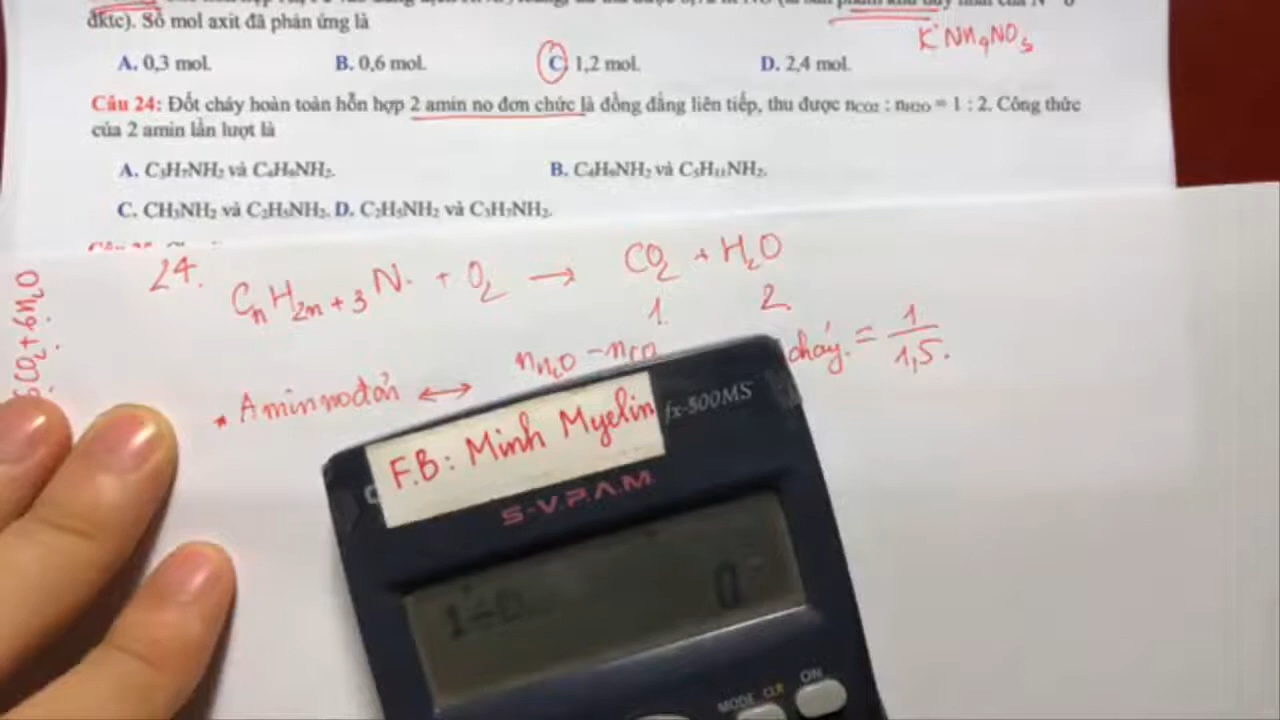 đktc). Số mol axit đã phản ứng là
A. 0,3 mol. B. 0,6 mol. C. 1,2 mol. D. 2,4 mol.
Câu 24: Đốt cháy hoàn toàn hỗn hợp 2 amin no đơn chức là đồng đẳng liên tiếp, thu được nCO2 : nH2O = 1 : 2. Công thức
của 2 amin lần lượt là
A. C3H7NH2 và C4H9NH2. B. C4H9NH2 và C5H11NH2.
C. CH3NH2 và C2H5NH2. D. C2H5NH2 và C3H7NH2.
24. CnH2n+3N. + O2 → CO2 + H2O
1. 2.
* Amin no đơn ↔ nH2O - nCO cháy. = 1/1,5.
CO2 + 6H2O
F.B: Minh Myelin fx-500MS
S-V.P.A.M.
0
MODE CLR ON